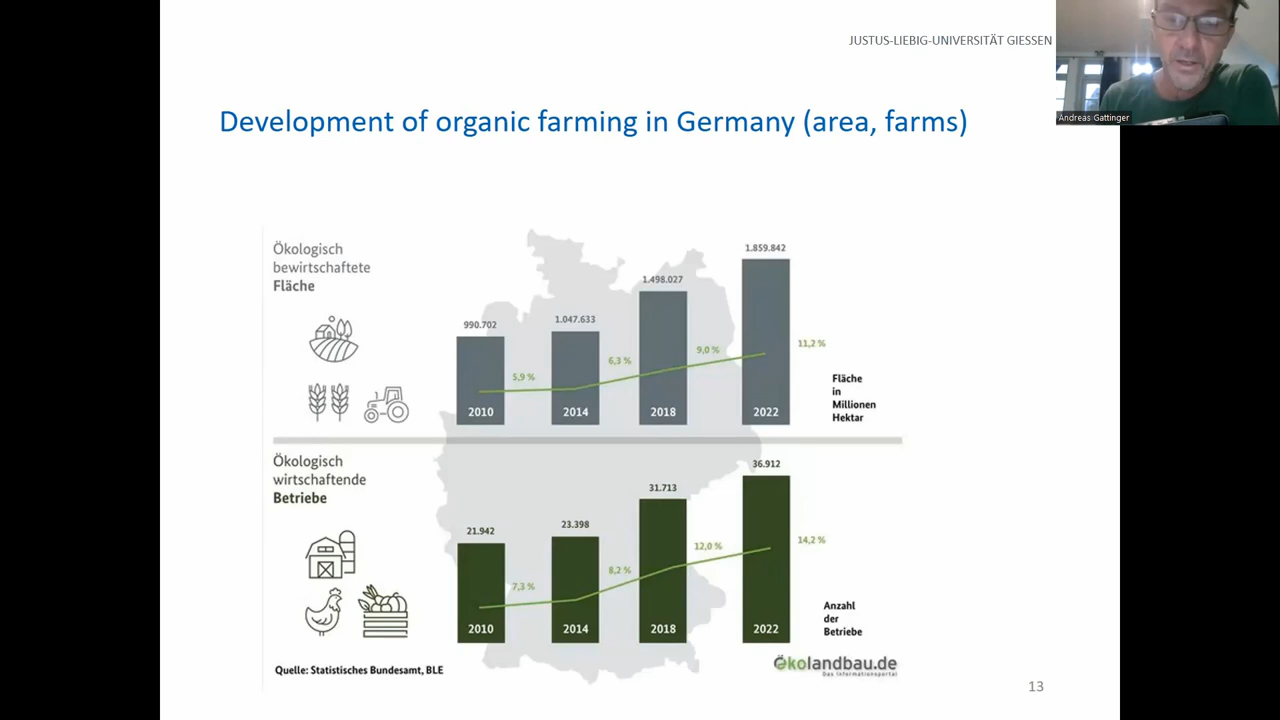 JUSTUS-LIEBIG-UNIVERSITÄT GIESSEN
Andreas Gattinger
Development of organic farming in Germany (area, farms)
Ökologisch
bewirtschaftete
Fläche
990.702
1.047.633
1.498.027
1.859.842
5,9 %
6,3 %
9,0 %
11,2 %
2010
2014
2018
2022
Fläche
in
Millionen
Hektar
Ökologisch
wirtschaftende
Betriebe
21.942
23.398
31.713
36.912
7,3 %
8,2 %
12,0 %
14,2 %
2010
2014
2018
2022
Anzahl
der
Betriebe
Quelle: Statistisches Bundesamt, BLE
Ökolandbau.de
Das Informationsportal
13